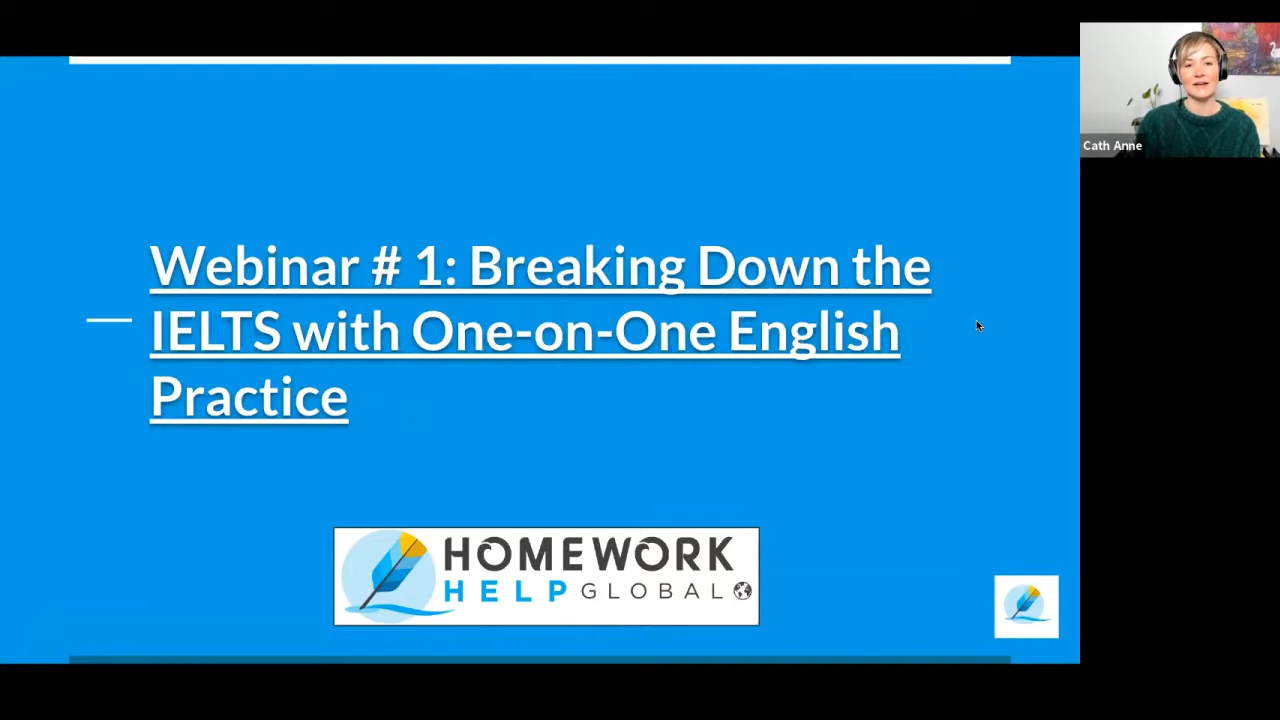 Cath Anne
Webinar # 1: Breaking Down the
IELTS with One-on-One English
Practice
HOMEWORK
HELP GLOBAL